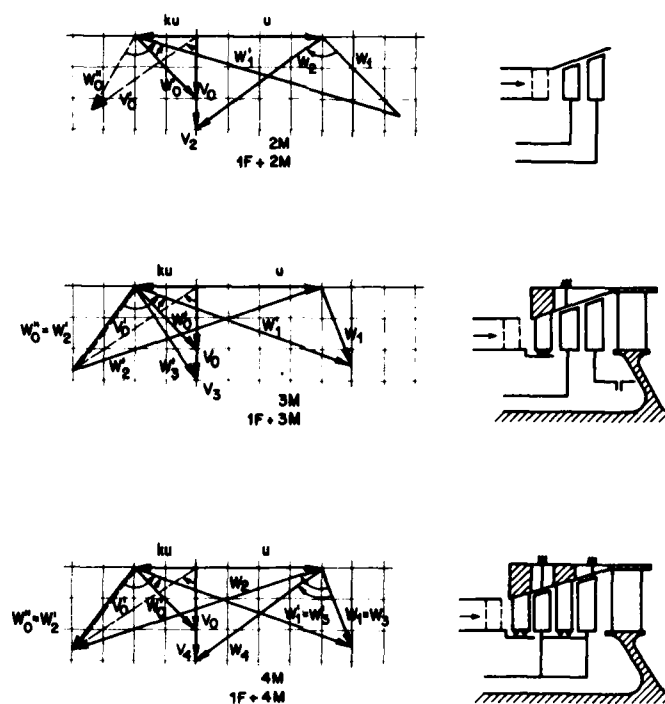 ku u
W₀'' V₀' W₀ V₀ W₁' W₂ W₁
V₂
2M
1F + 2M
ku u
W₀''=W₂' V₀' W₀' V₀ W₁' W₁
W₂' W₃'' V₃
3M
1F + 3M
ku u
W₂
W₀''=W₂' V₀' W₀'' V₀ W₁'=W₃' W₁=W₃'
V₄ W₄
4M
1F + 4M